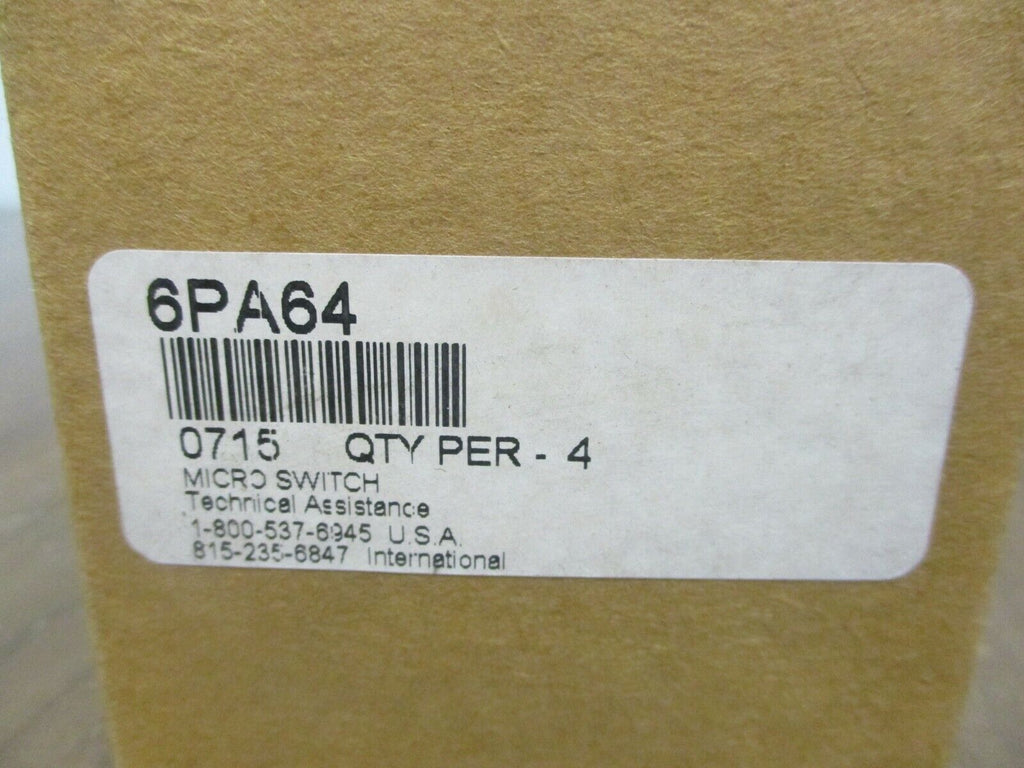 6PA64
0715 QTY PER - 4
MICRO SWITCH
Technical Assistance
1-800-537-6945 U.S.A.
815-235-6847 International